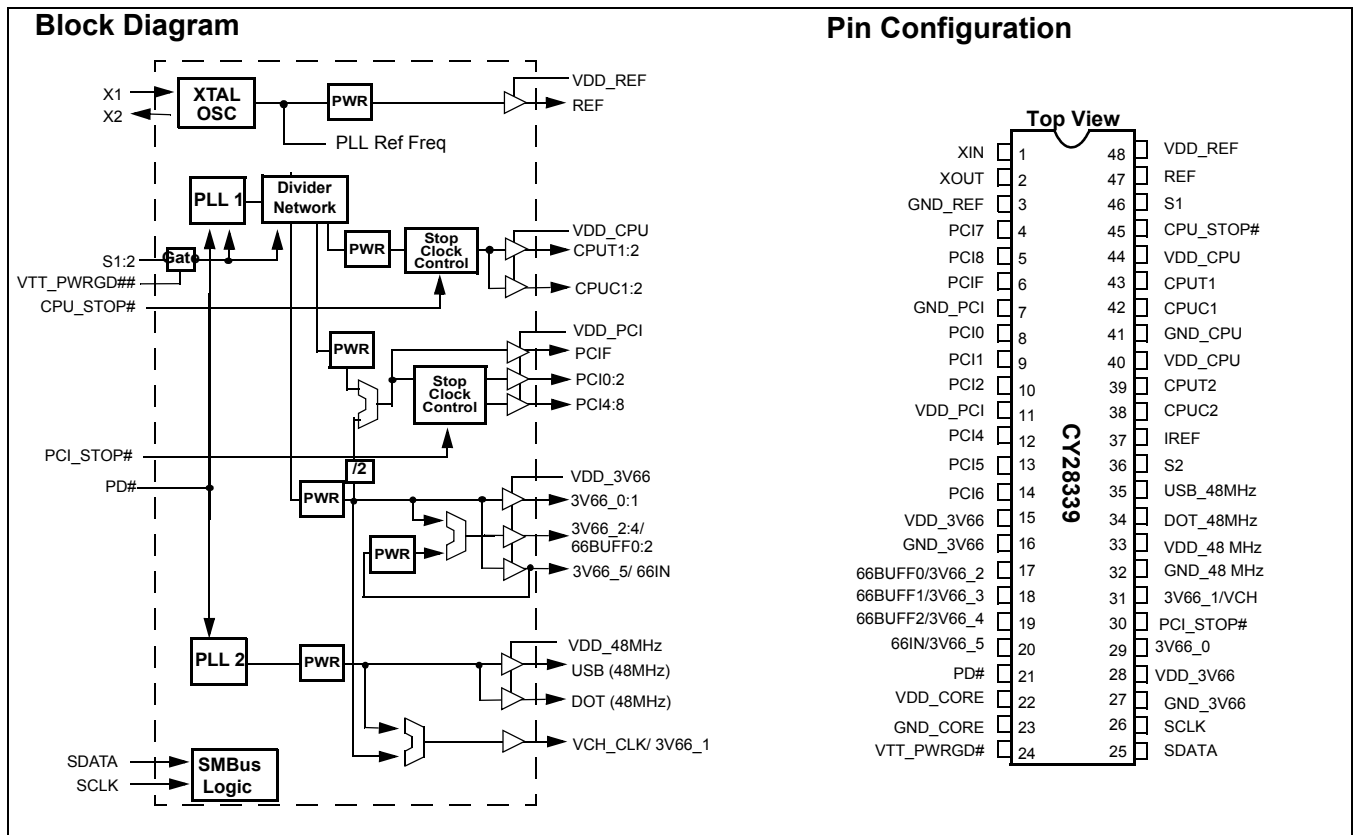 Block Diagram
X1
X2
XTAL
OSC
PWR
VDD_REF
REF
PLL Ref Freq
PLL 1
Divider
Network
PWR
Stop
Clock
Control
VDD_CPU
CPUT1:2
CPUC1:2
S1:2
Gate
VTT_PWRGD##
CPU_STOP#
PWR
VDD_PCI
PCIF
Stop
Clock
Control
PCI0:2
PCI4:8
PCI_STOP#
/2
PD#
PWR
VDD_3V66
3V66_0:1
3V66_2:4/
66BUFF0:2
PWR
3V66_5/ 66IN
PLL 2
PWR
VDD_48MHz
USB (48MHz)
DOT (48MHz)
VCH_CLK/ 3V66_1
SDATA
SCLK
SMBus
Logic
Pin Configuration
Top View
XIN 1 48 VDD_REF
XOUT 2 47 REF
GND_REF 3 46 S1
PCI7 4 45 CPU_STOP#
PCI8 5 44 VDD_CPU
PCIF 6 43 CPUT1
GND_PCI 7 42 CPUC1
PCI0 8 41 GND_CPU
PCI1 9 40 VDD_CPU
PCI2 10 39 CPUT2
VDD_PCI 11 38 CPUC2
PCI4 12 37 IREF
PCI5 13 36 S2
PCI6 14 35 USB_48MHz
VDD_3V66 15 34 DOT_48MHz
GND_3V66 16 33 VDD_48 MHz
66BUFF0/3V66_2 17 32 GND_48 MHz
66BUFF1/3V66_3 18 31 3V66_1/VCH
66BUFF2/3V66_4 19 30 PCI_STOP#
66IN/3V66_5 20 29 3V66_0
PD# 21 28 VDD_3V66
VDD_CORE 22 27 GND_3V66
GND_CORE 23 26 SCLK
VTT_PWRGD# 24 25 SDATA
CY28339